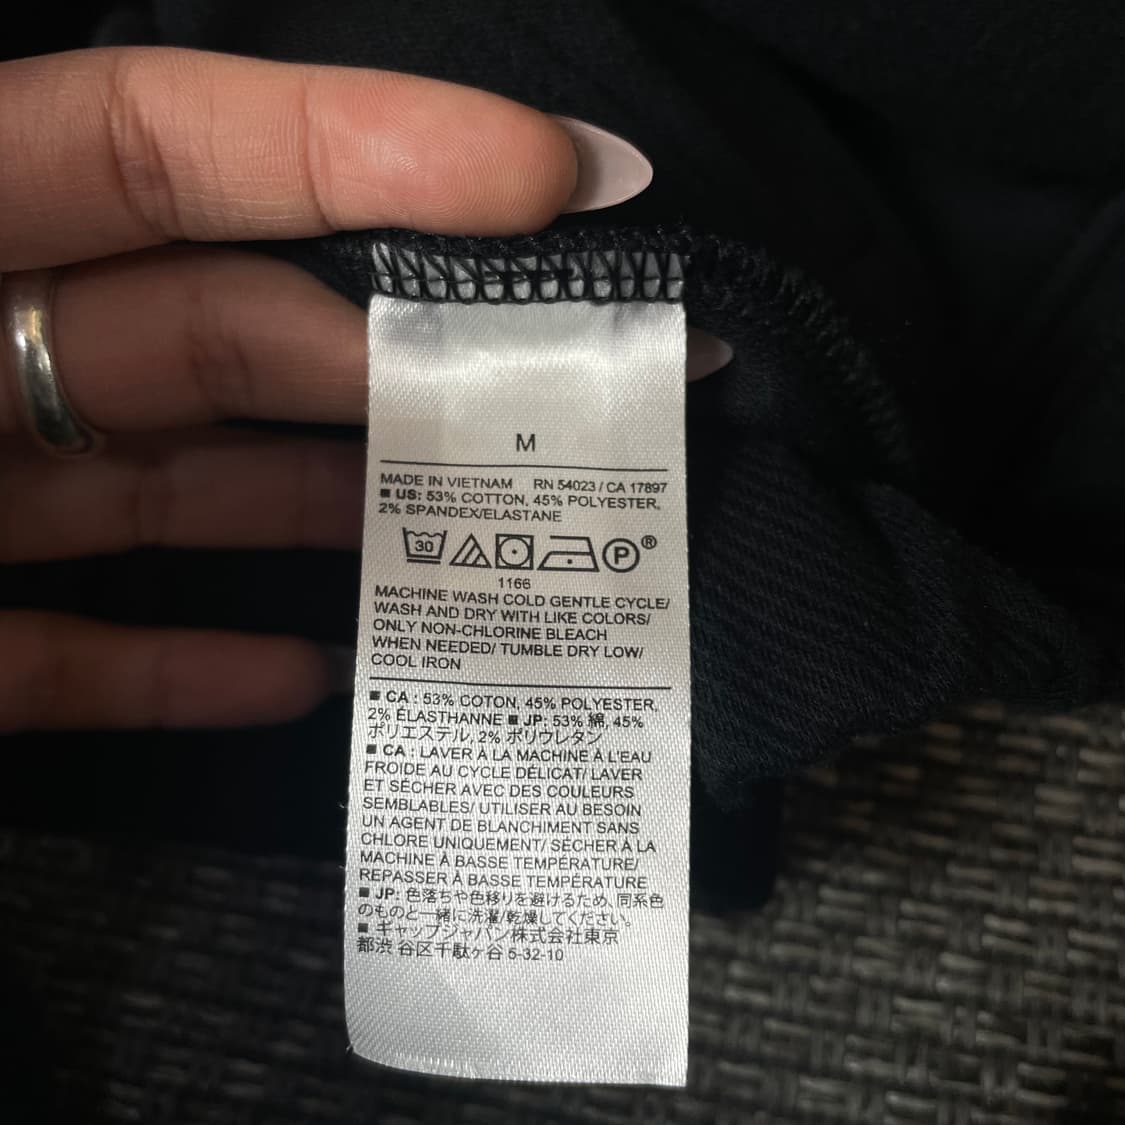 M
MADE IN VIETNAM RN 54023 / CA 17897
■ US: 53% COTTON, 45% POLYESTER,
2% SPANDEX/ELASTANE
30 P®
1166
MACHINE WASH COLD GENTLE CYCLE/
WASH AND DRY WITH LIKE COLORS/
ONLY NON-CHLORINE BLEACH
WHEN NEEDED/ TUMBLE DRY LOW/
COOL IRON
■ CA : 53% COTON, 45% POLYESTER,
2% ÉLASTHANNE ■ JP: 53% 綿, 45%
ポリエステル, 2% ポリウレタン
■ CA : LAVER À LA MACHINE À L'EAU
FROIDE AU CYCLE DÉLICAT/ LAVER
ET SÉCHER AVEC DES COULEURS
SEMBLABLES/ UTILISER AU BESOIN
UN AGENT DE BLANCHIMENT SANS
CHLORE UNIQUEMENT/ SÉCHER À LA
MACHINE À BASSE TEMPÉRATURE/
REPASSER À BASSE TEMPÉRATURE
■ JP: 色落ちや色移りを避けるため、同系色
のものと一緒に洗濯/乾燥してください。
■ ギャップジャパン株式会社東京
都渋 谷区千駄ヶ谷 5-32-10